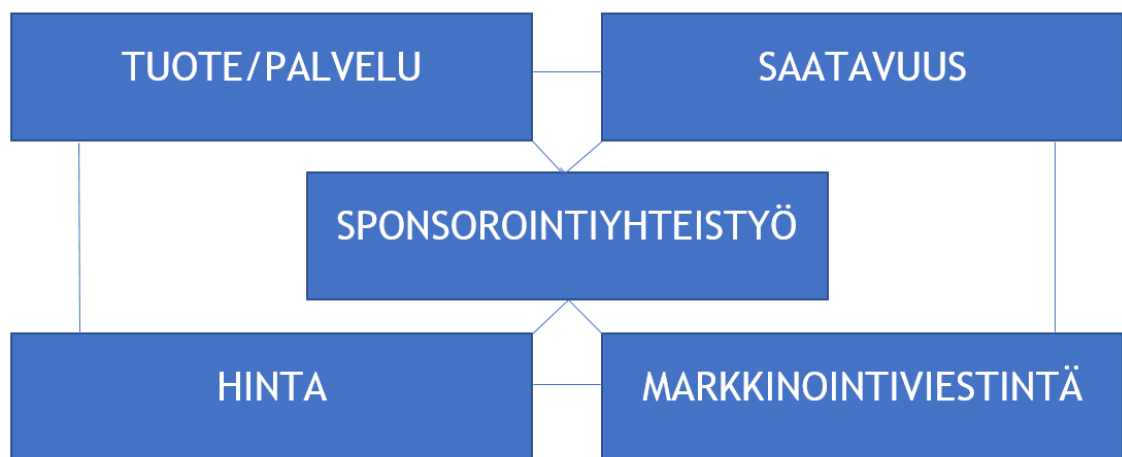 TUOTE/PALVELU
SAATAVUUS
SPONSOROINTIYHTEISTYÖ
HINTA
MARKKINOINTIVIESTINTÄ